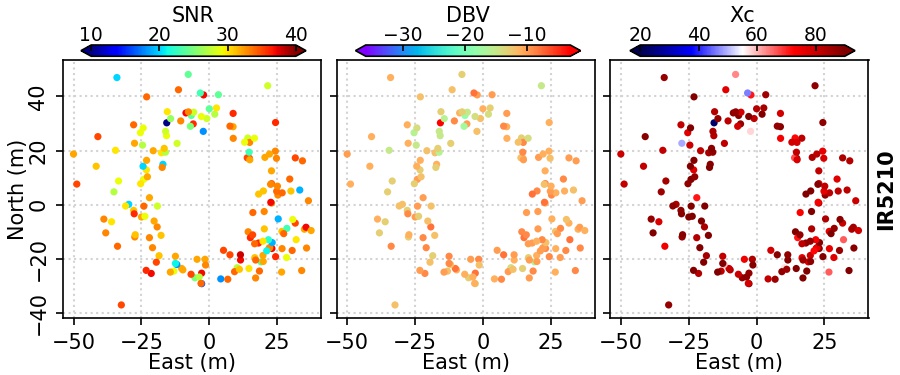 SNR DBV Xc
10 20 30 40 −30 −20 −10 20 40 60 80
North (m)
40
20
0
−20
−40
−50 −25 0 25 −50 −25 0 25 −50 −25 0 25
East (m) East (m) East (m)
IR5210